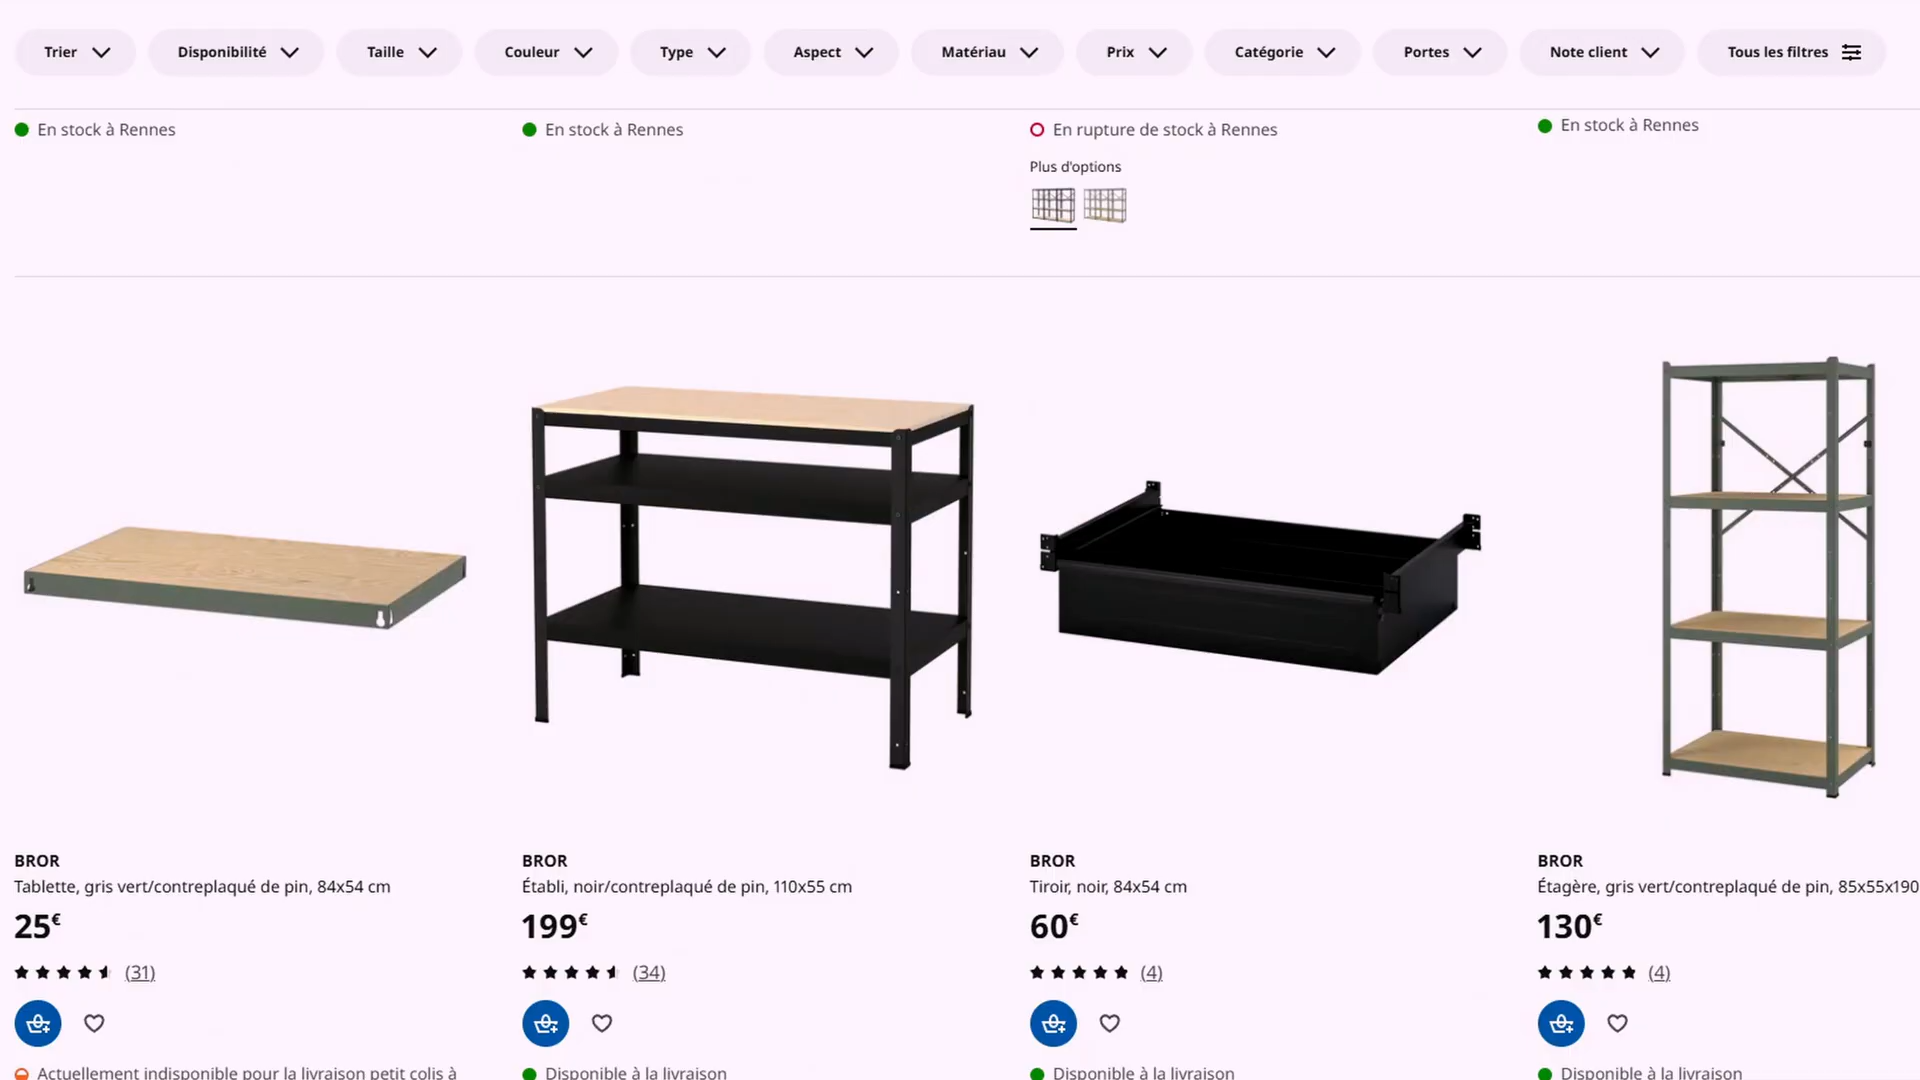 Trier
Disponibilité
Taille
Couleur
Type
Aspect
Matériau
Prix
Catégorie
Portes
Note client
Tous les filtres
En stock à Rennes
En stock à Rennes
En rupture de stock à Rennes
Plus d'options
En stock à Rennes
BROR
Tablette, gris vert/contreplaqué de pin, 84x54 cm
25€
(31)
Actuellement indisponible pour la livraison petit colis à
BROR
Établi, noir/contreplaqué de pin, 110x55 cm
199€
(34)
Disponible à la livraison
BROR
Tiroir, noir, 84x54 cm
60€
(4)
Disponible à la livraison
BROR
Étagère, gris vert/contreplaqué de pin, 85x55x190
130€
(4)
Disponible à la livraison